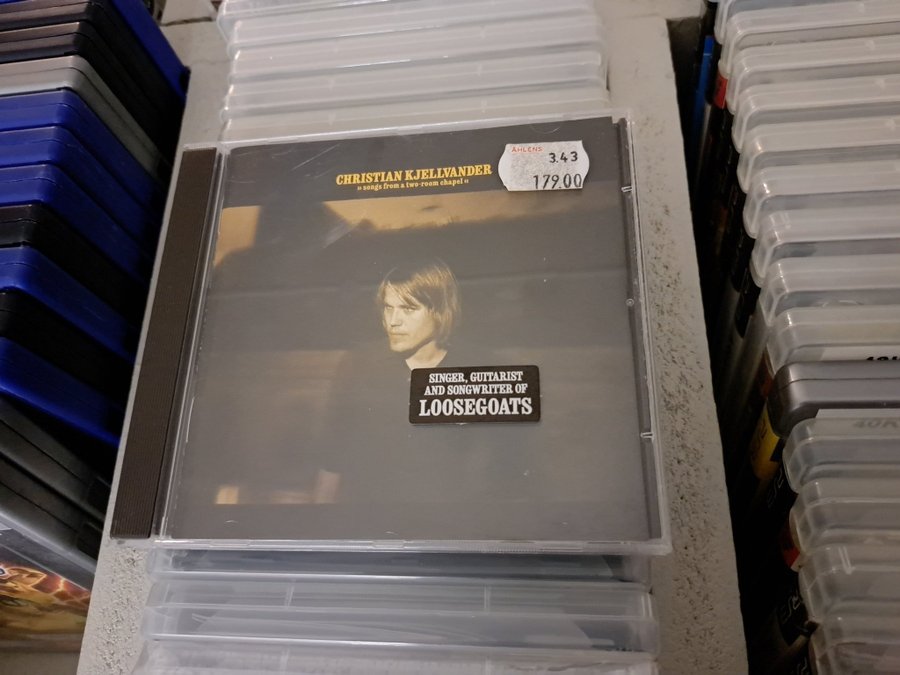 CHRISTIAN KJELLVANDER
» songs from a two-room chapel «
ÅHLENS
3.43
179.00
SINGER, GUITARIST
AND SONGWRITER OF
LOOSEGOATS